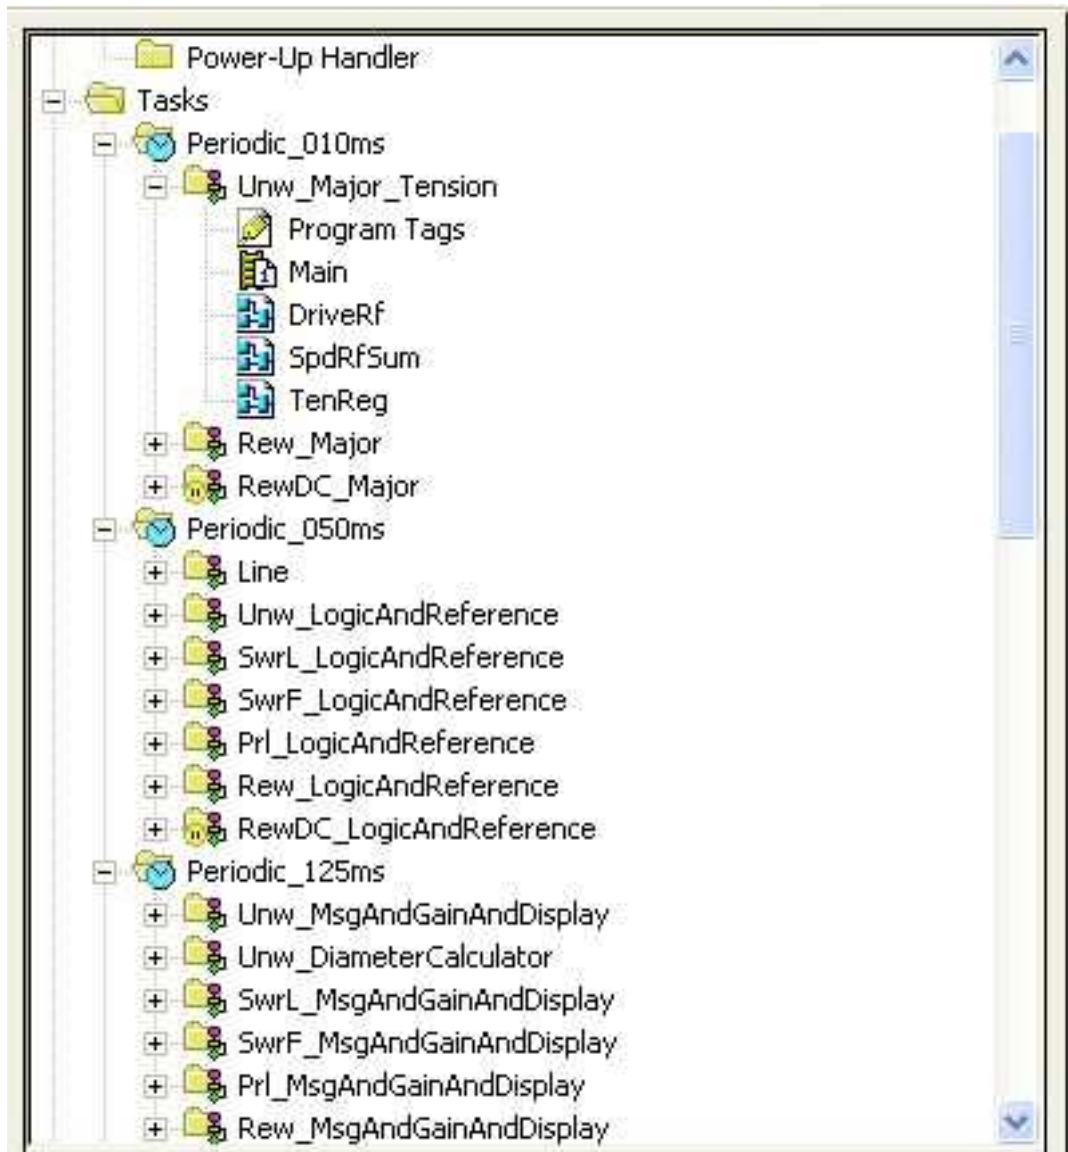 Power-Up Handler
Tasks
Periodic_010ms
Unw_Major_Tension
Program Tags
Main
DriveRf
SpdRfSum
TenReg
Rew_Major
RewDC_Major
Periodic_050ms
Line
Unw_LogicAndReference
SwrL_LogicAndReference
SwrF_LogicAndReference
Prl_LogicAndReference
Rew_LogicAndReference
RewDC_LogicAndReference
Periodic_125ms
Unw_MsgAndGainAndDisplay
Unw_DiameterCalculator
SwrL_MsgAndGainAndDisplay
SwrF_MsgAndGainAndDisplay
Prl_MsgAndGainAndDisplay
Rew_MsgAndGainAndDisplay